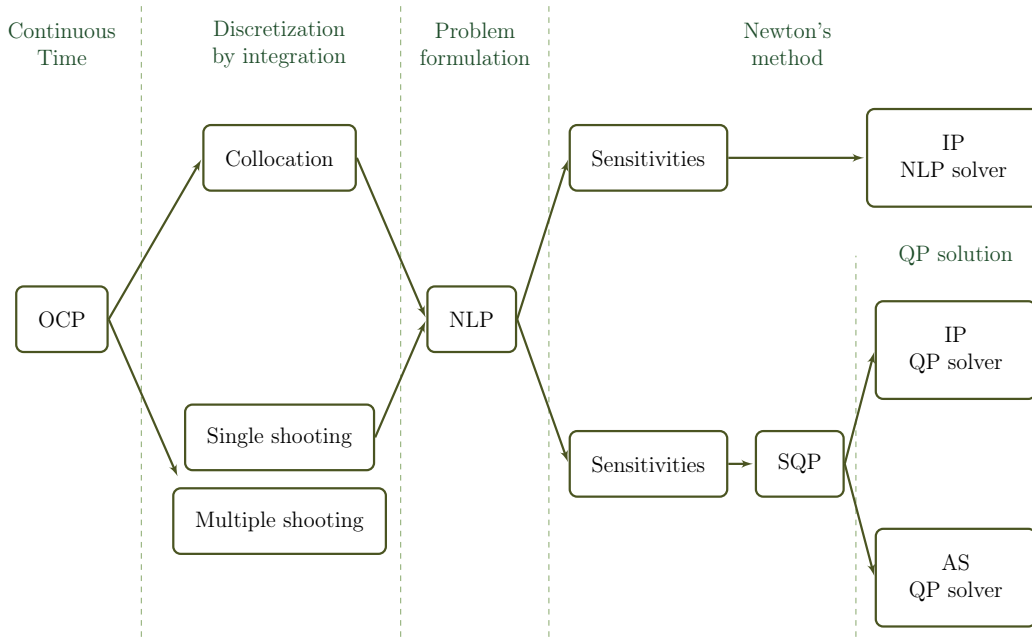 Continuous
Time
Discretization
by integration
Problem
formulation
Newton's
method
Collocation
Sensitivities
IP
NLP solver
QP solution
OCP
NLP
IP
QP solver
Single shooting
Multiple shooting
Sensitivities
SQP
AS
QP solver